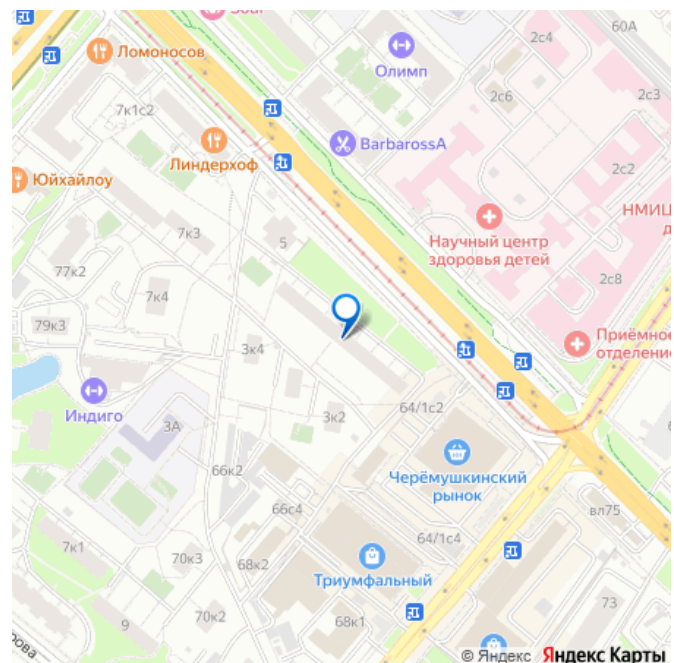 60А
2с4
Ломоносов
Олимп
7к1с2
2с6
2с3
BarbarossA
Линдерхоф
2с2
Юйхайлоу
НМИЦ
Научный центр
здоровья детей
7к3
5
77к2
2с8
7к4
79к3
Приёмное
отделение
3к4
Индиго
3А
3к2
64/1с2
Черёмушкинский
рынок
66к2
66с4
вл75
64/1с4
7к1
70к3
68к2
Триумфальный
73
9
70к2
68к1
© Яндекс Яндекс Карты